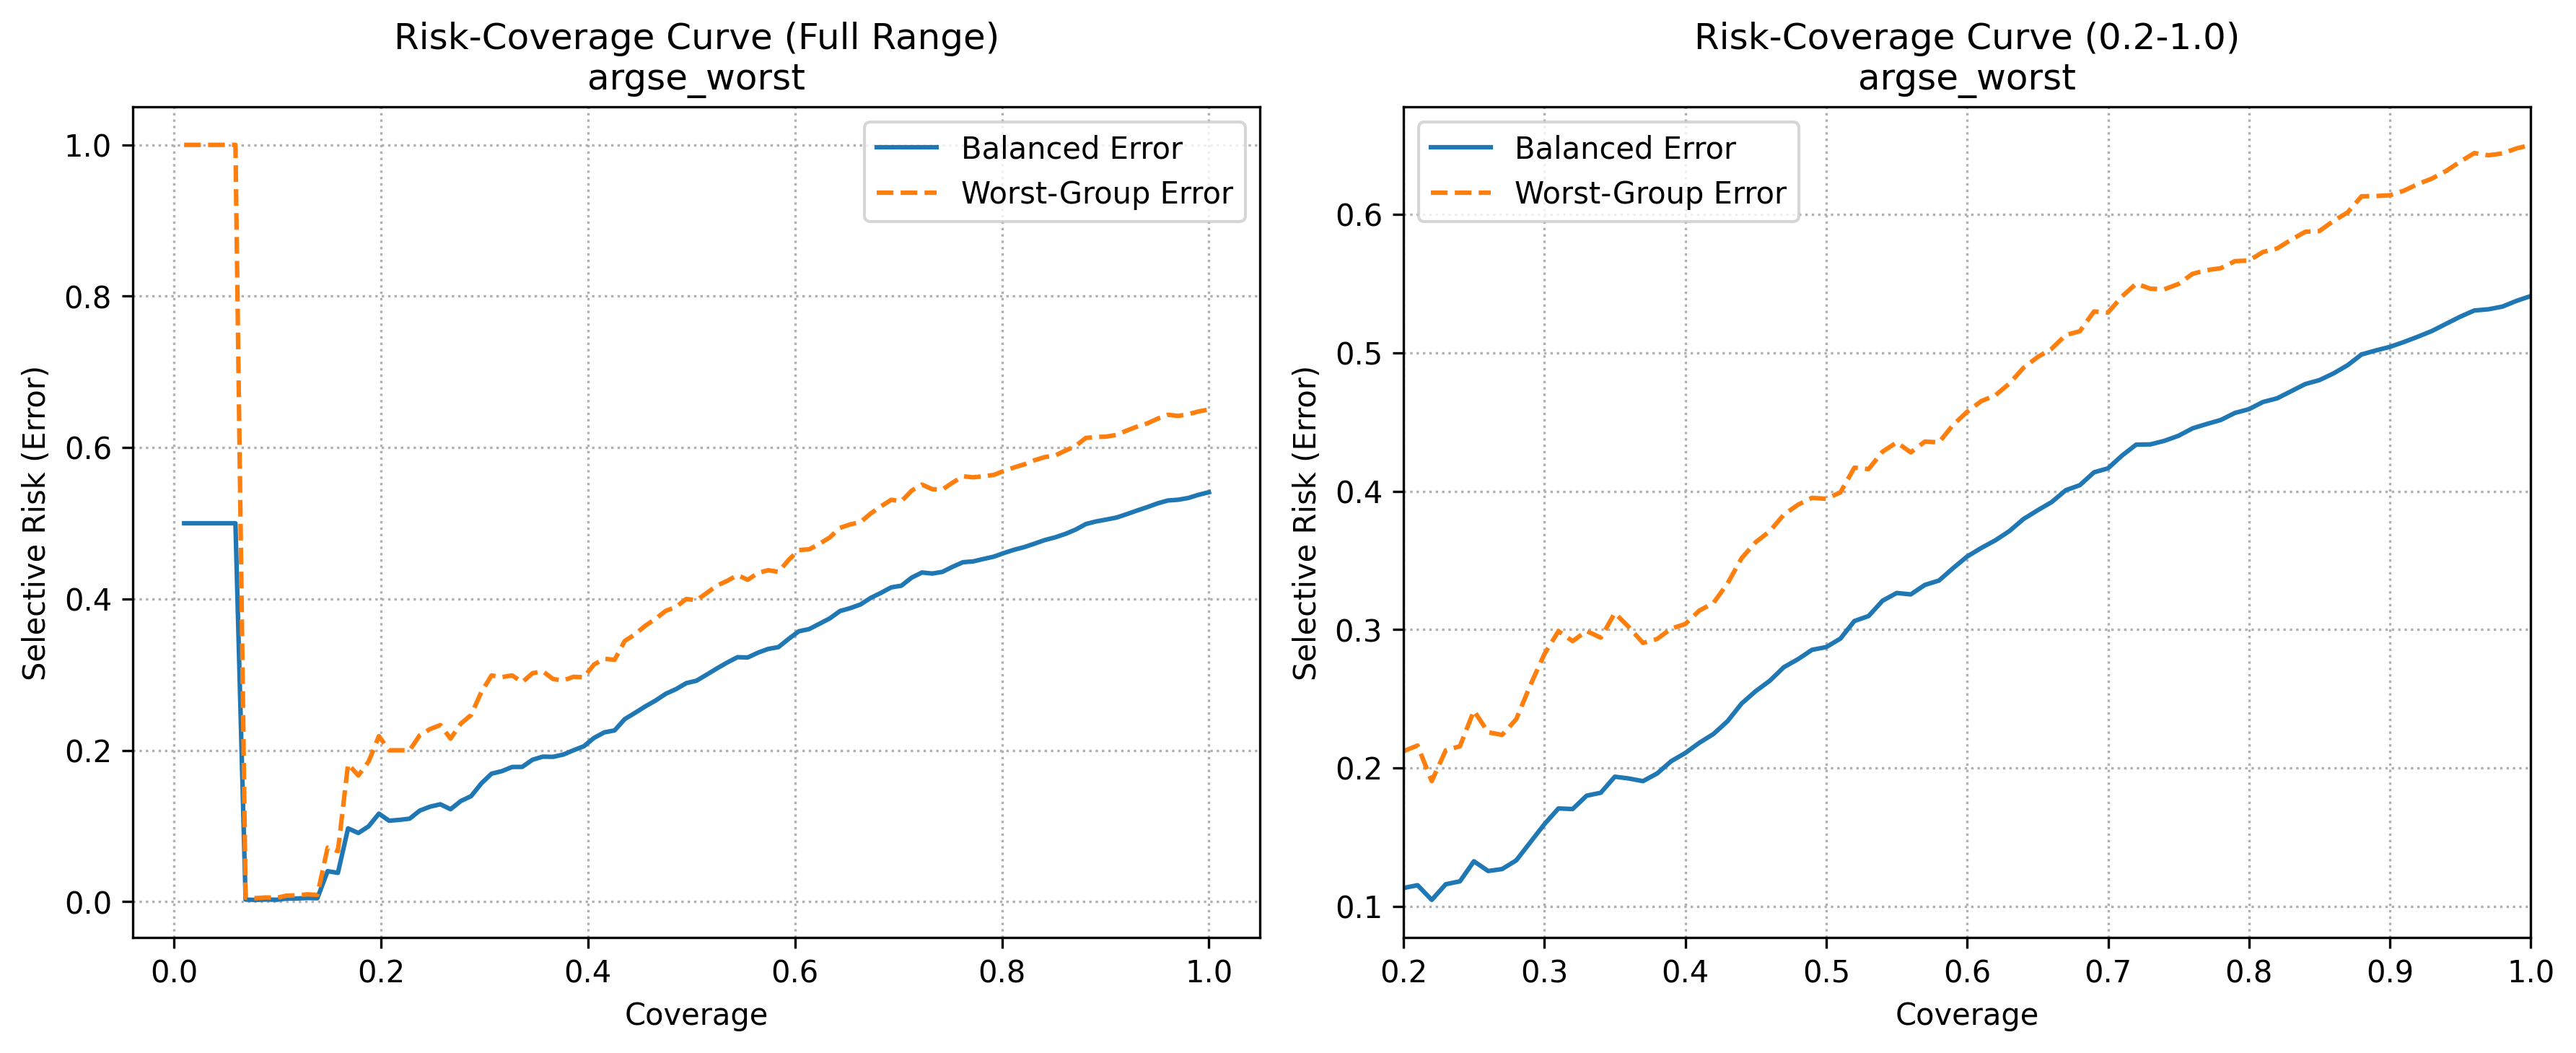 Risk-Coverage Curve (Full Range)
argse_worst
Balanced Error
Worst-Group Error
1.0
0.8
0.6
0.4
0.2
0.0
Selective Risk (Error)
0.0 0.2 0.4 0.6 0.8 1.0
Coverage
Risk-Coverage Curve (0.2-1.0)
argse_worst
Balanced Error
Worst-Group Error
0.6
0.5
0.4
0.3
0.2
0.1
Selective Risk (Error)
0.2 0.3 0.4 0.5 0.6 0.7 0.8 0.9 1.0
Coverage